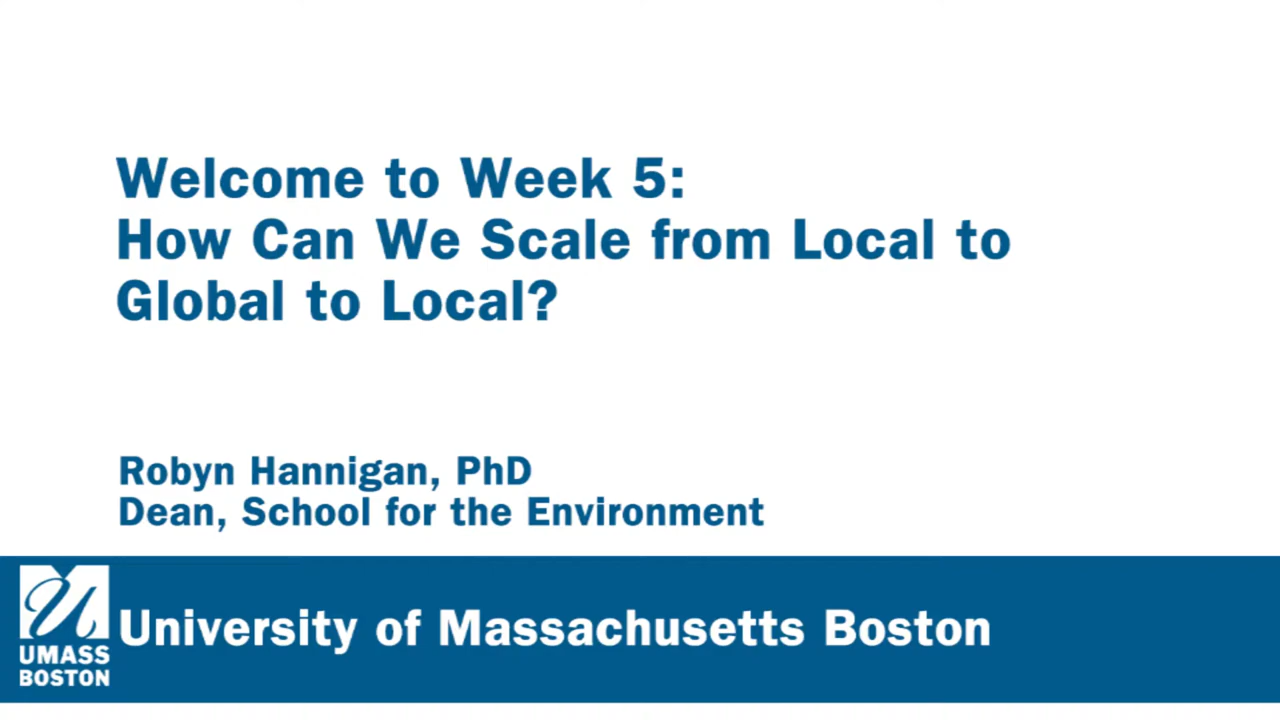 Welcome to Week 5:
How Can We Scale from Local to
Global to Local?
Robyn Hannigan, PhD
Dean, School for the Environment
University of Massachusetts Boston
UMASS
BOSTON